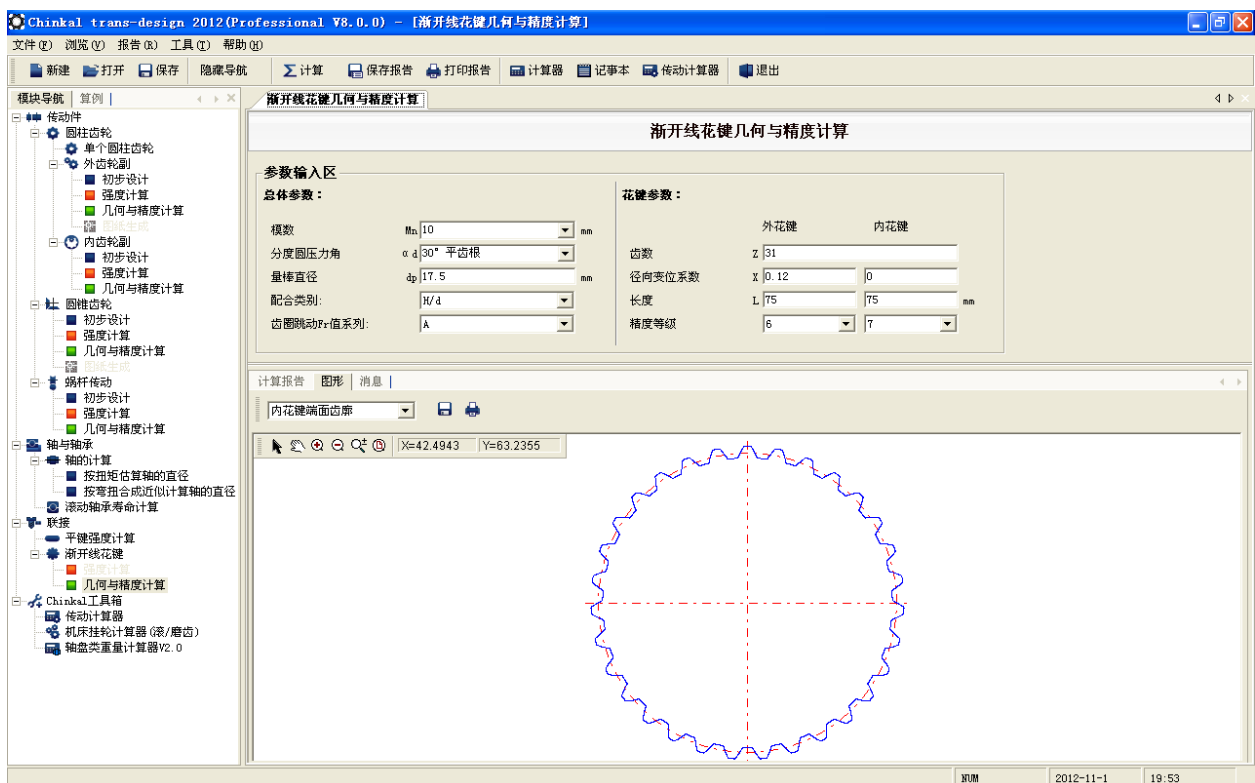 Chinkal trans-design 2012(Professional V8.0.0) - [渐开线花键几何与精度计算]
文件(F) 浏览(V) 报告(R) 工具(T) 帮助(H)
新建 打开 保存 隐藏导航 计算 保存报告 打印报告 计算器 记事本 传动计算器 退出
模块导航 算例
传动件
圆柱齿轮
单个圆柱齿轮
外齿轮副
初步设计
强度计算
几何与精度计算
图纸生成
内齿轮副
初步设计
强度计算
几何与精度计算
圆锥齿轮
初步设计
强度计算
几何与精度计算
图纸生成
蜗杆传动
初步设计
强度计算
几何与精度计算
轴与轴承
轴的计算
按扭矩估算轴的直径
按弯扭合成近似计算轴的直径
滚动轴承寿命计算
联接
平键强度计算
渐开线花键
强度计算
几何与精度计算
Chinkal工具箱
传动计算器
机床挂轮计算器(滚/磨齿)
轴盘类重量计算器V2.0
渐开线花键几何与精度计算
渐开线花键几何与精度计算
参数输入区
总体参数：
模数 Mn 10 mm
分度圆压力角 αd 30° 平齿根
量棒直径 dp 17.5 mm
配合类别: H/d
齿圈跳动Fr值系列: A
花键参数：
外花键 内花键
齿数 Z 31
径向变位系数 X 0.12 0
长度 L 75 75 mm
精度等级 6 7
计算报告 图形 消息
内花键端面齿廓
X=42.4943 Y=63.2355
NUM 2012-11-1 19:53